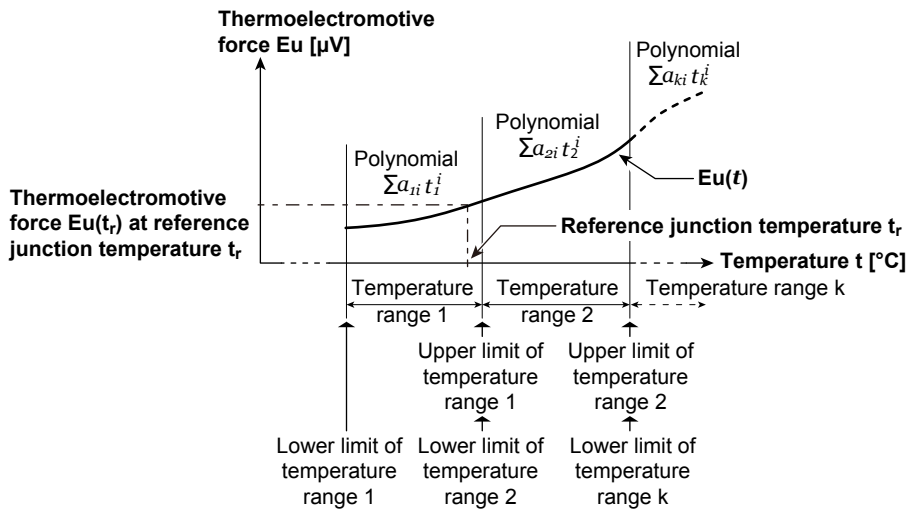 Thermoelectromotive
force Eu [µV]
Polynomial
∑a_ki t_k^i
Polynomial
∑a_2i t_2^i
Polynomial
∑a_1i t_1^i
Eu(t)
Thermoelectromotive
force Eu(t_r) at reference
junction temperature t_r
Reference junction temperature t_r
Temperature t [°C]
Temperature
range 1
Temperature
range 2
Temperature range k
Upper limit of
temperature
range 1
Upper limit of
temperature
range 2
Lower limit of
temperature
range 1
Lower limit of
temperature
range 2
Lower limit of
temperature
range k